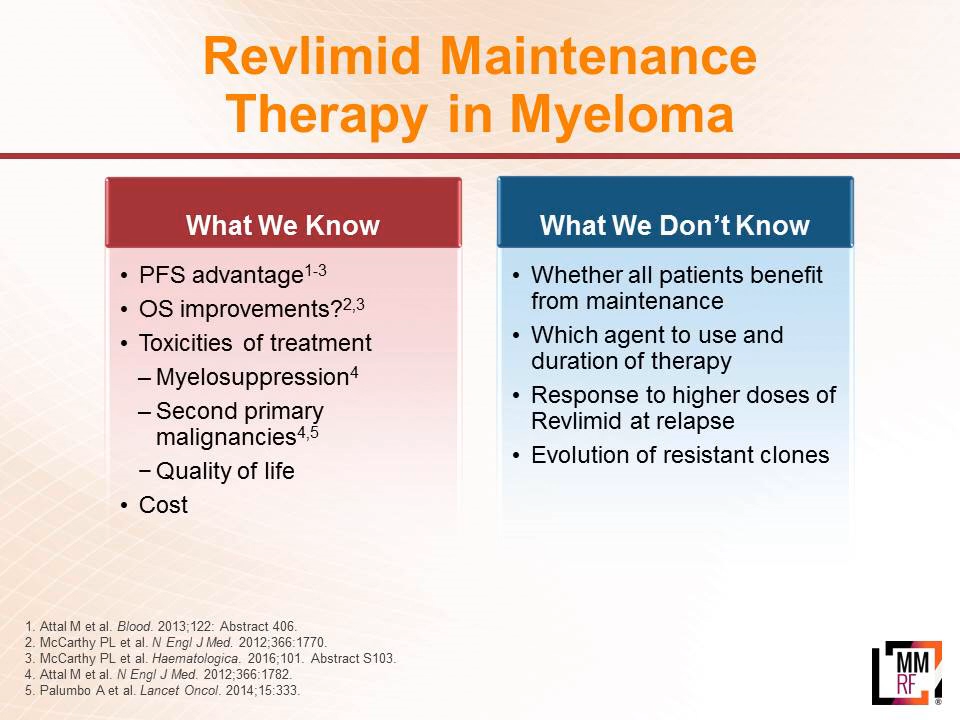 Revlimid Maintenance
Therapy in Myeloma
What We Know
• PFS advantage1-3
• OS improvements?2,3
• Toxicities of treatment
– Myelosuppression4
– Second primary
malignancies4,5
– Quality of life
• Cost
What We Don’t Know
• Whether all patients benefit
from maintenance
• Which agent to use and
duration of therapy
• Response to higher doses of
Revlimid at relapse
• Evolution of resistant clones
1. Attal M et al. Blood. 2013;122: Abstract 406.
2. McCarthy PL et al. N Engl J Med. 2012;366:1770.
3. McCarthy PL et al. Haematologica. 2016;101. Abstract S103.
4. Attal M et al. N Engl J Med. 2012;366:1782.
5. Palumbo A et al. Lancet Oncol. 2014;15:333.
MM
RF
®